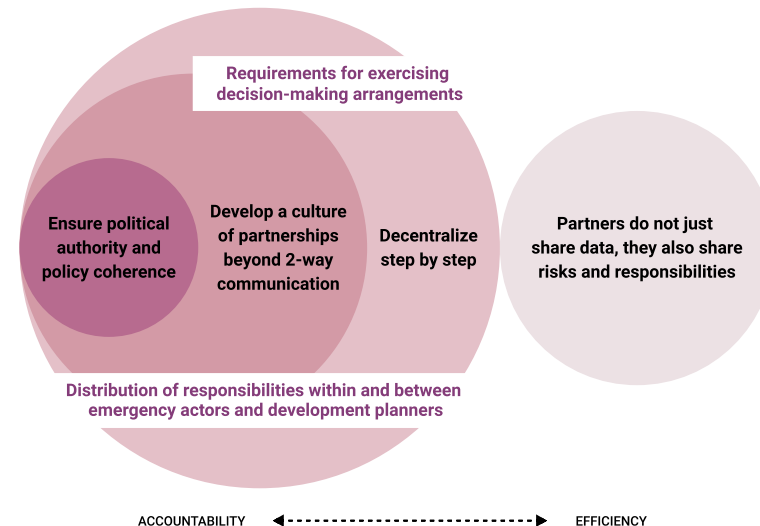 Requirements for exercising
decision-making arrangements
Ensure political
authority and
policy coherence
Develop a culture
of partnerships
beyond 2-way
communication
Decentralize
step by step
Partners do not just
share data, they also share
risks and responsibilities
Distribution of responsibilities within and between
emergency actors and development planners
ACCOUNTABILITY
EFFICIENCY